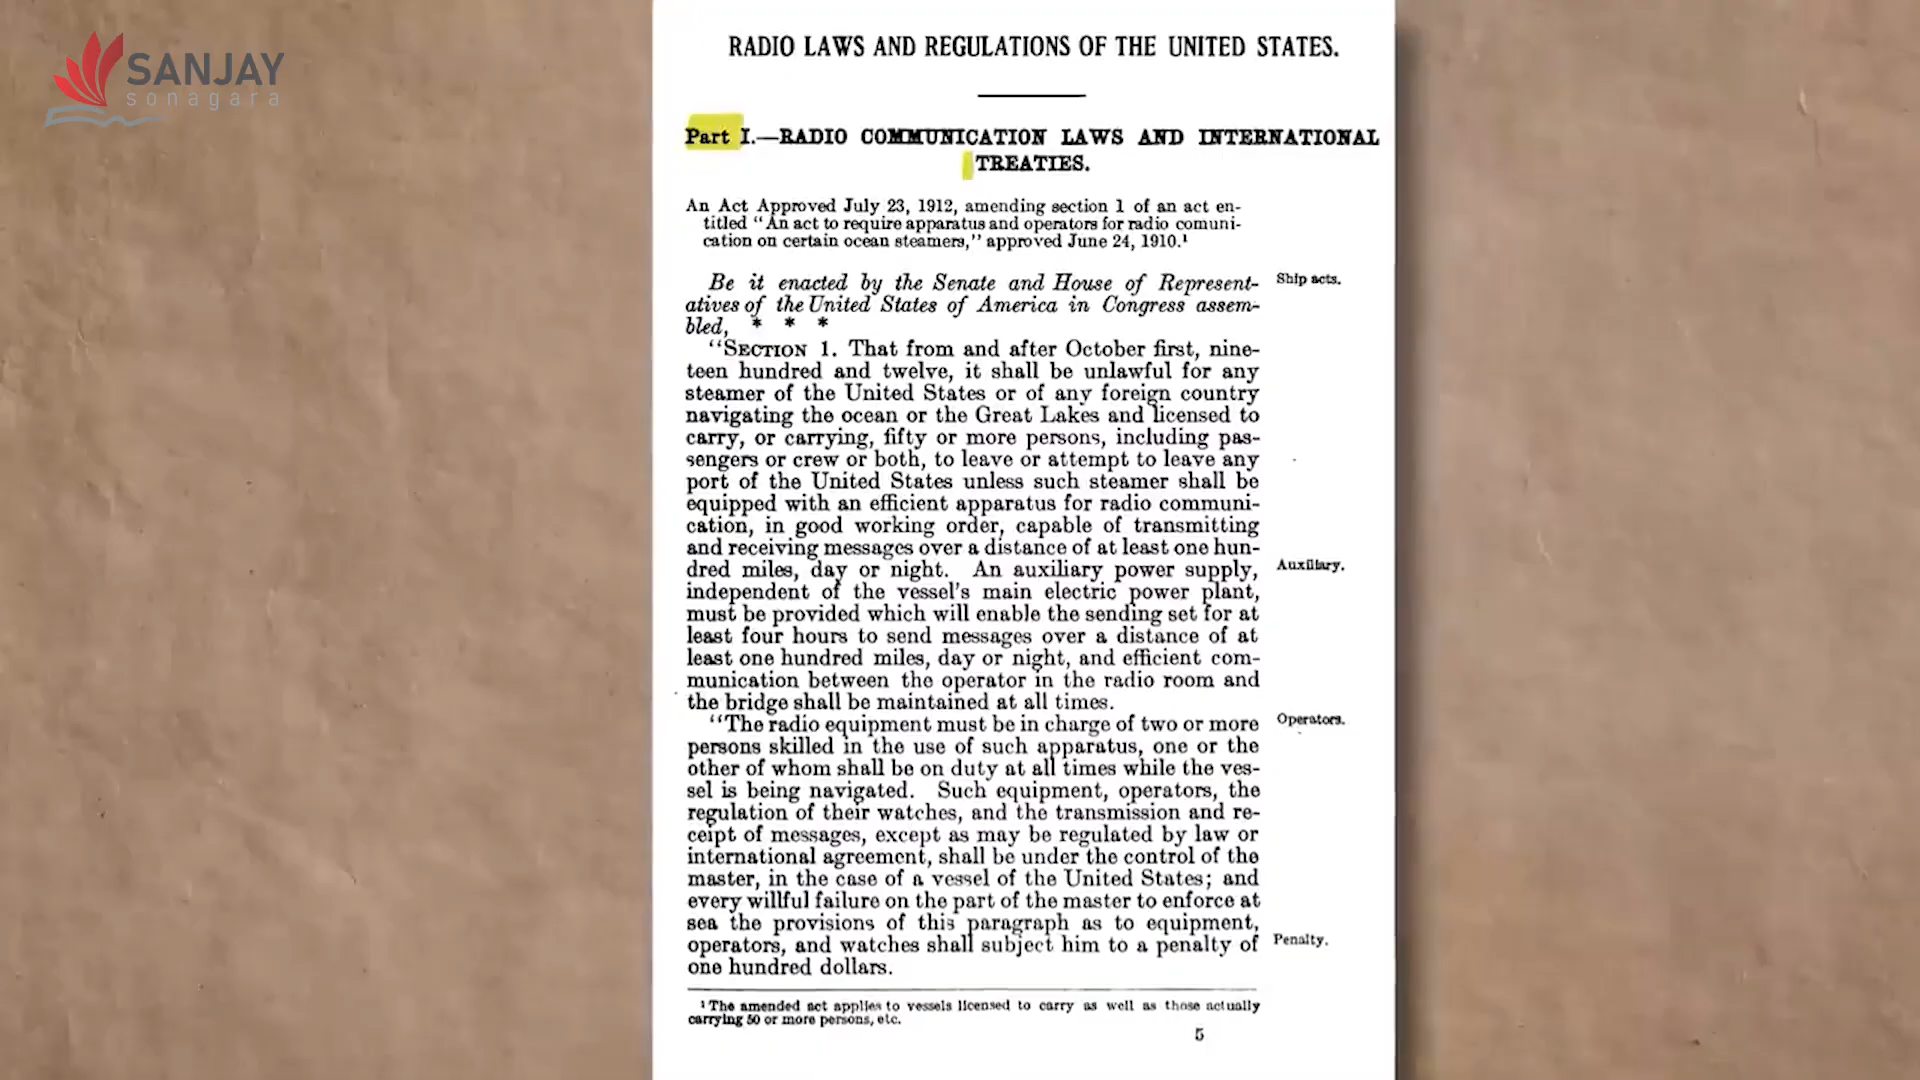 SANJAY
sonagara
RADIO LAWS AND REGULATIONS OF THE UNITED STATES.
Part I.—RADIO COMMUNICATION LAWS AND INTERNATIONAL
TREATIES.
An Act Approved July 23, 1912, amending section 1 of an act en-
titled "An act to require apparatus and operators for radio comuni-
cation on certain ocean steamers," approved June 24, 1910.¹
Be it enacted by the Senate and House of Represent-
Ship acts.
atives of the United States of America in Congress assem-
bled, * * *
"SECTION 1. That from and after October first, nine-
teen hundred and twelve, it shall be unlawful for any
steamer of the United States or of any foreign country
navigating the ocean or the Great Lakes and licensed to
carry, or carrying, fifty or more persons, including pas-
sengers or crew or both, to leave or attempt to leave any
port of the United States unless such steamer shall be
equipped with an efficient apparatus for radio communi-
cation, in good working order, capable of transmitting
and receiving messages over a distance of at least one hun-
dred miles, day or night. An auxiliary power supply,
Auxiliary.
independent of the vessel's main electric power plant,
must be provided which will enable the sending set for at
least four hours to send messages over a distance of at
least one hundred miles, day or night, and efficient com-
munication between the operator in the radio room and
the bridge shall be maintained at all times.
"The radio equipment must be in charge of two or more
Operators.
persons skilled in the use of such apparatus, one or the
other of whom shall be on duty at all times while the ves-
sel is being navigated. Such equipment, operators, the
regulation of their watches, and the transmission and re-
ceipt of messages, except as may be regulated by law or
international agreement, shall be under the control of the
master, in the case of a vessel of the United States; and
every willful failure on the part of the master to enforce at
sea the provisions of this paragraph as to equipment,
operators, and watches shall subject him to a penalty of
Penalty.
one hundred dollars.
¹ The amended act applies to vessels licensed to carry as well as those actually
carrying 50 or more persons, etc.
5